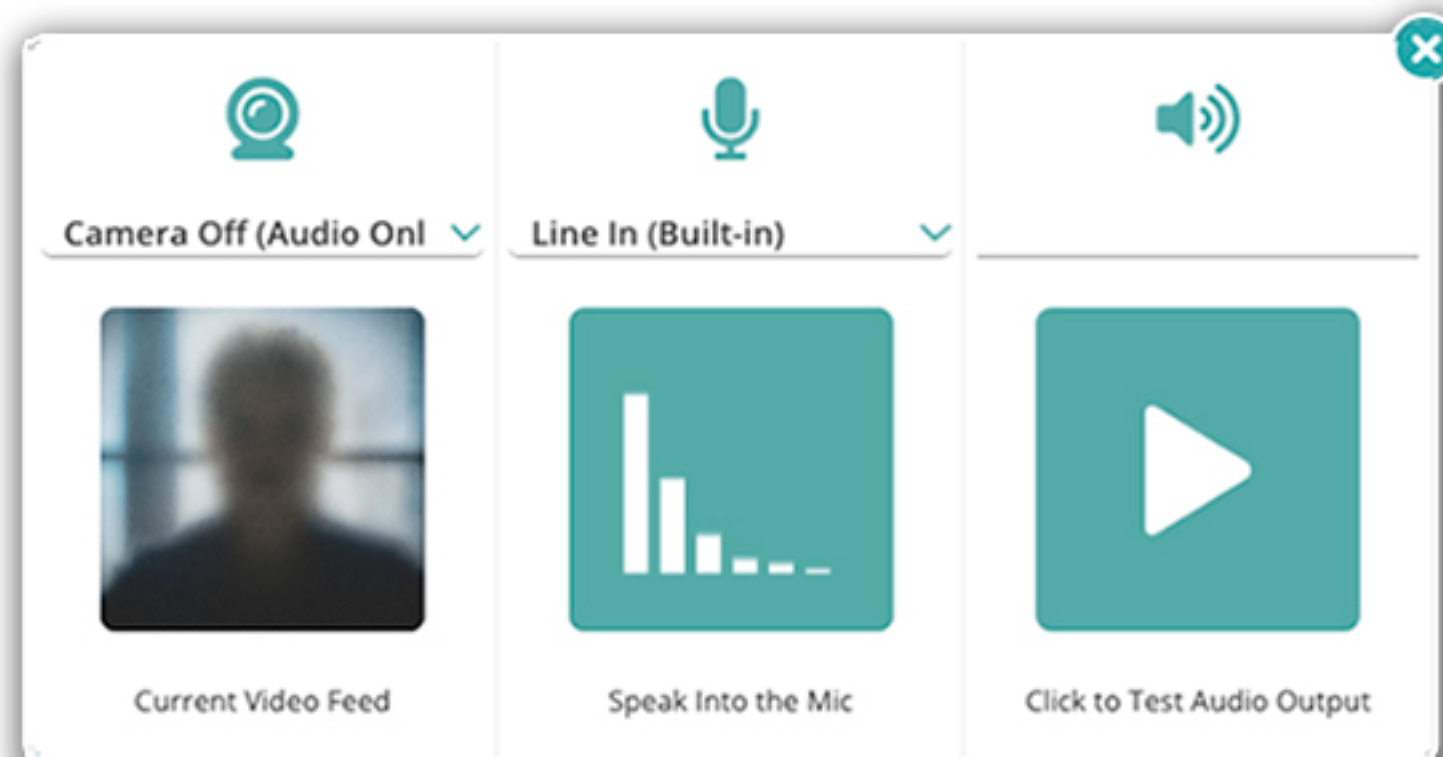 Camera Off (Audio Onl
Line In (Built-in)
Current Video Feed
Speak Into the Mic
Click to Test Audio Output